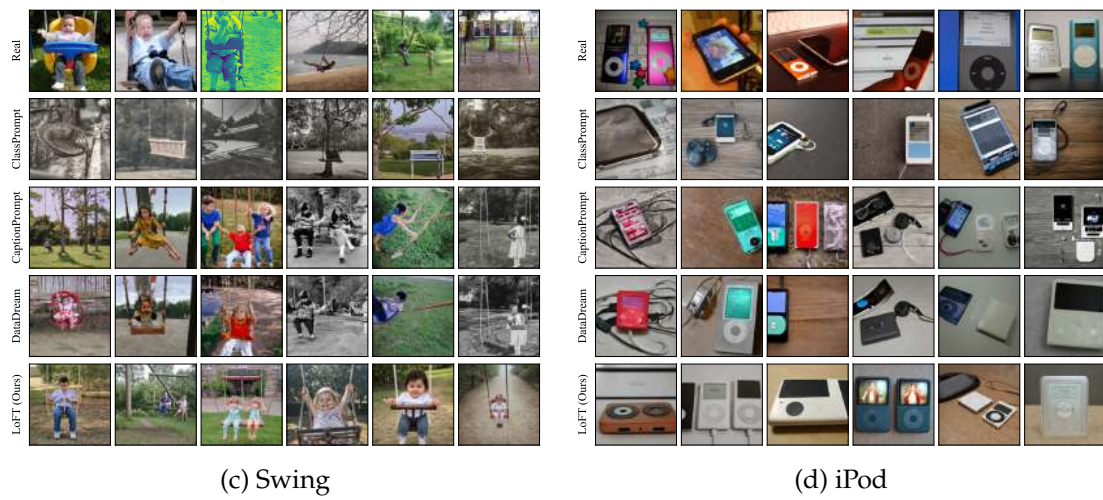 Real
ClassPrompt
CaptionPrompt
DataDream
LoFT (Ours)
(c) Swing
Real
ClassPrompt
CaptionPrompt
DataDream
LoFT (Ours)
(d) iPod